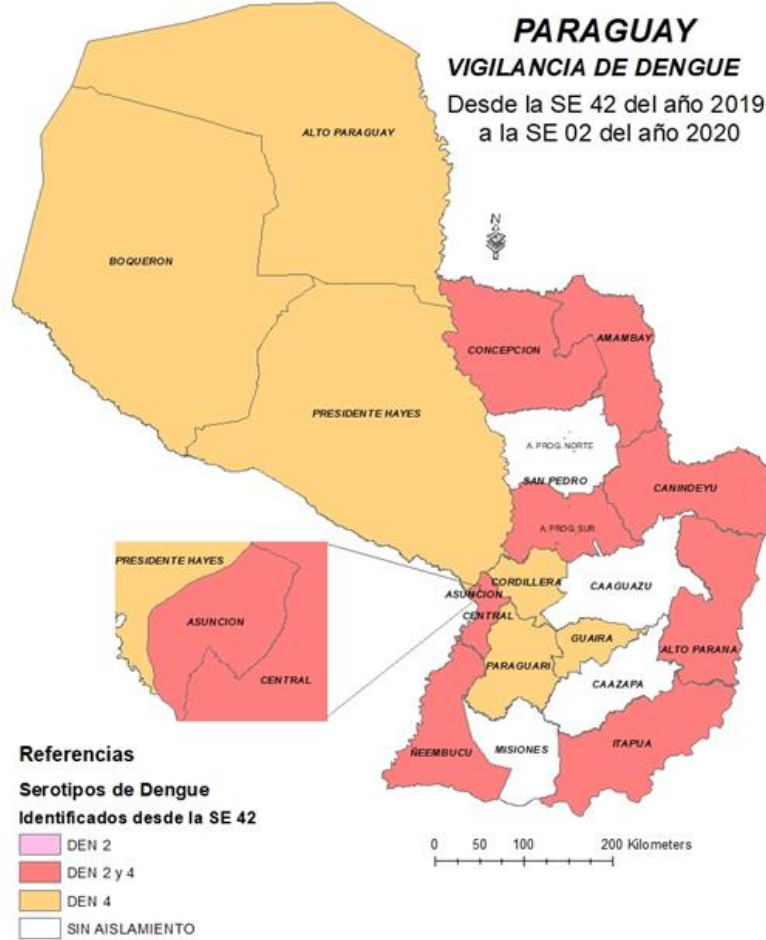 PARAGUAY
VIGILANCIA DE DENGUE
Desde la SE 42 del año 2019
a la SE 02 del año 2020
N
ALTO PARAGUAY
BOQUERON
PRESIDENTE HAYES
CONCEPCION
AMAMBAY
A. PROG. NORTE
SAN PEDRO
CANINDEYU
A. PROG. SUR
CORDILLERA
CAAGUAZU
ASUNCION
CENTRAL
GUAIRA
ALTO PARANA
PARAGUARI
CAAZAPA
ITAPUA
MISIONES
ÑEEMBUCU
PRESIDENTE HAYES
ASUNCION
CENTRAL
Referencias
Serotipos de Dengue
Identificados desde la SE 42
DEN 2
DEN 2 y 4
DEN 4
SIN AISLAMIENTO
0 50 100 200 Kilometers